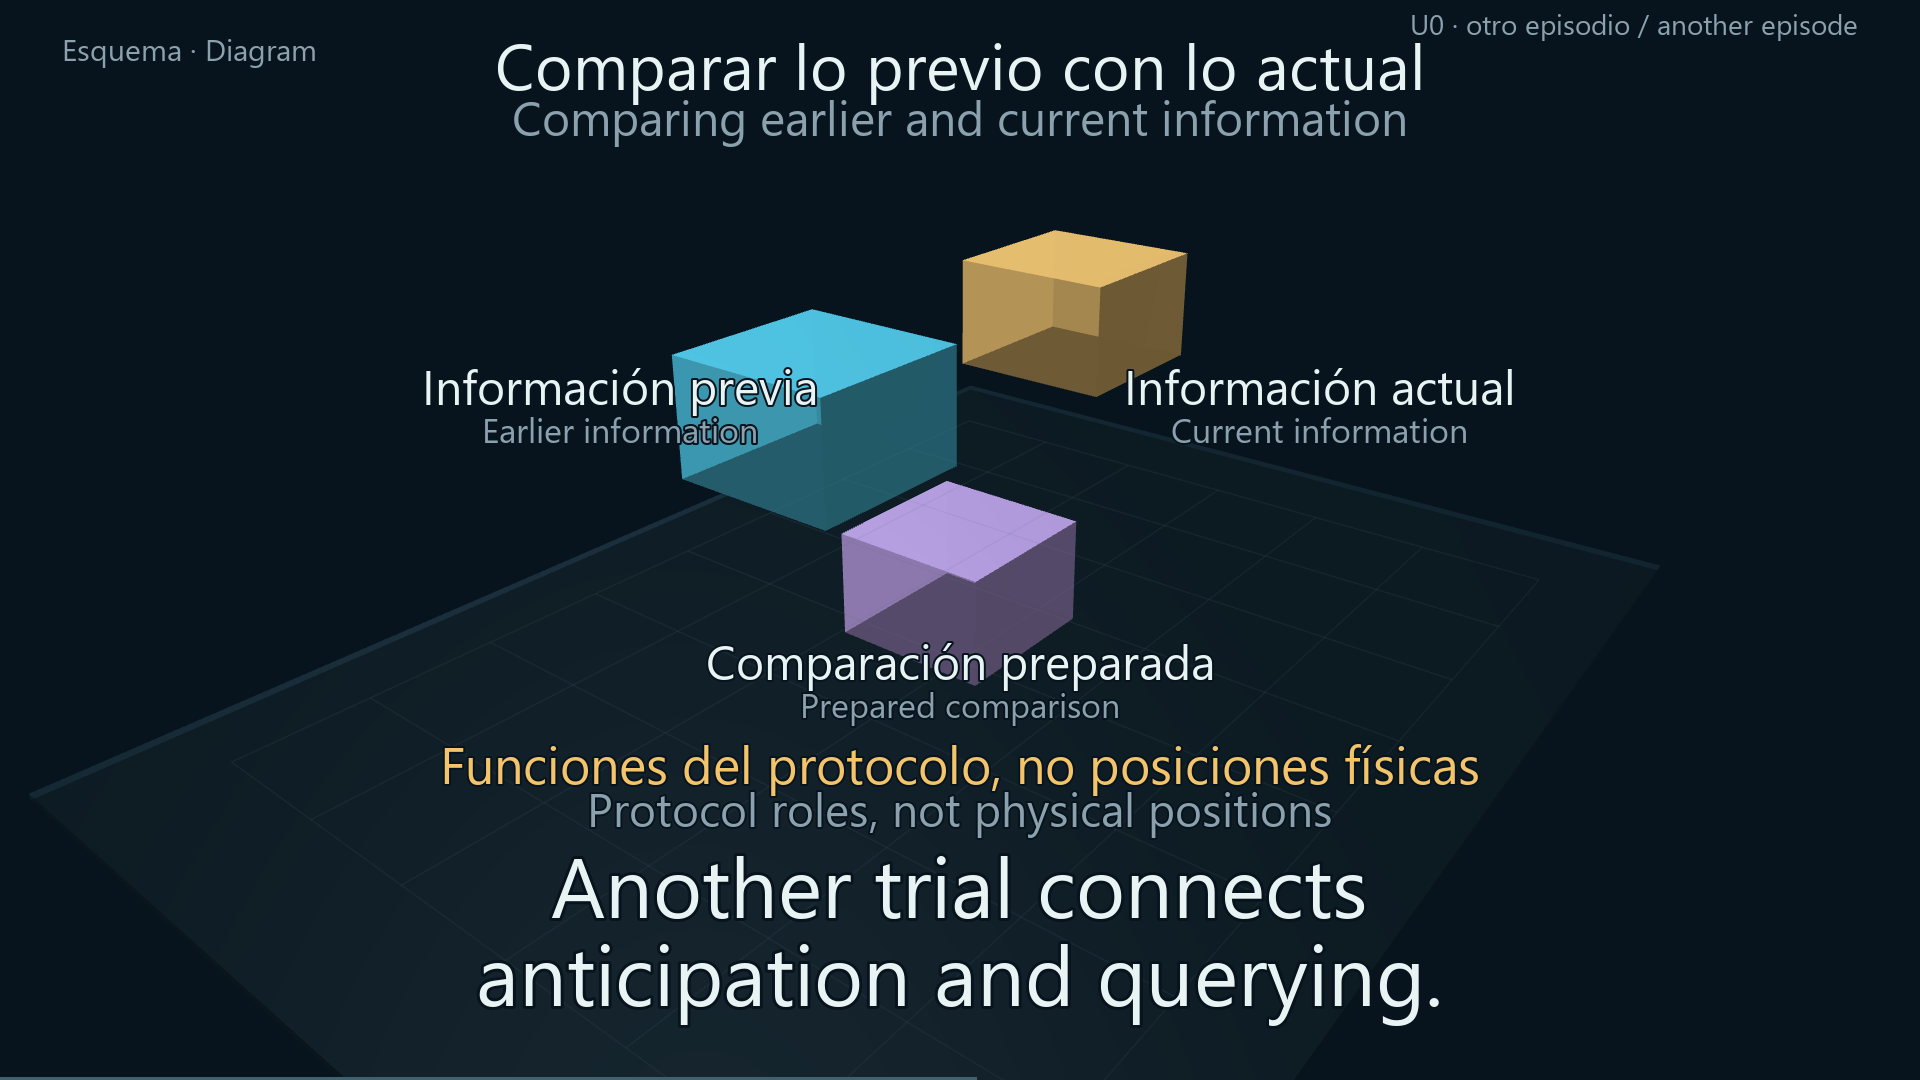 Esquema · Diagram
U0 · otro episodio / another episode
Comparar lo previo con lo actual
Comparing earlier and current information
Información previa
Earlier information
Información actual
Current information
Comparación preparada
Prepared comparison
Funciones del protocolo, no posiciones físicas
Protocol roles, not physical positions
Another trial connects
anticipation and querying.